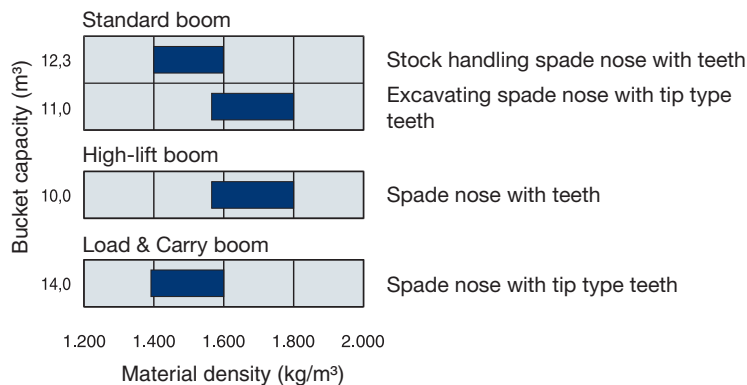 Standard boom
12,3
Stock handling spade nose with teeth
11,0
Excavating spade nose with tip type
teeth
High-lift boom
10,0
Spade nose with teeth
Load & Carry boom
14,0
Spade nose with tip type teeth
Bucket capacity (m³)
1.200 1.400 1.600 1.800 2.000
Material density (kg/m³)